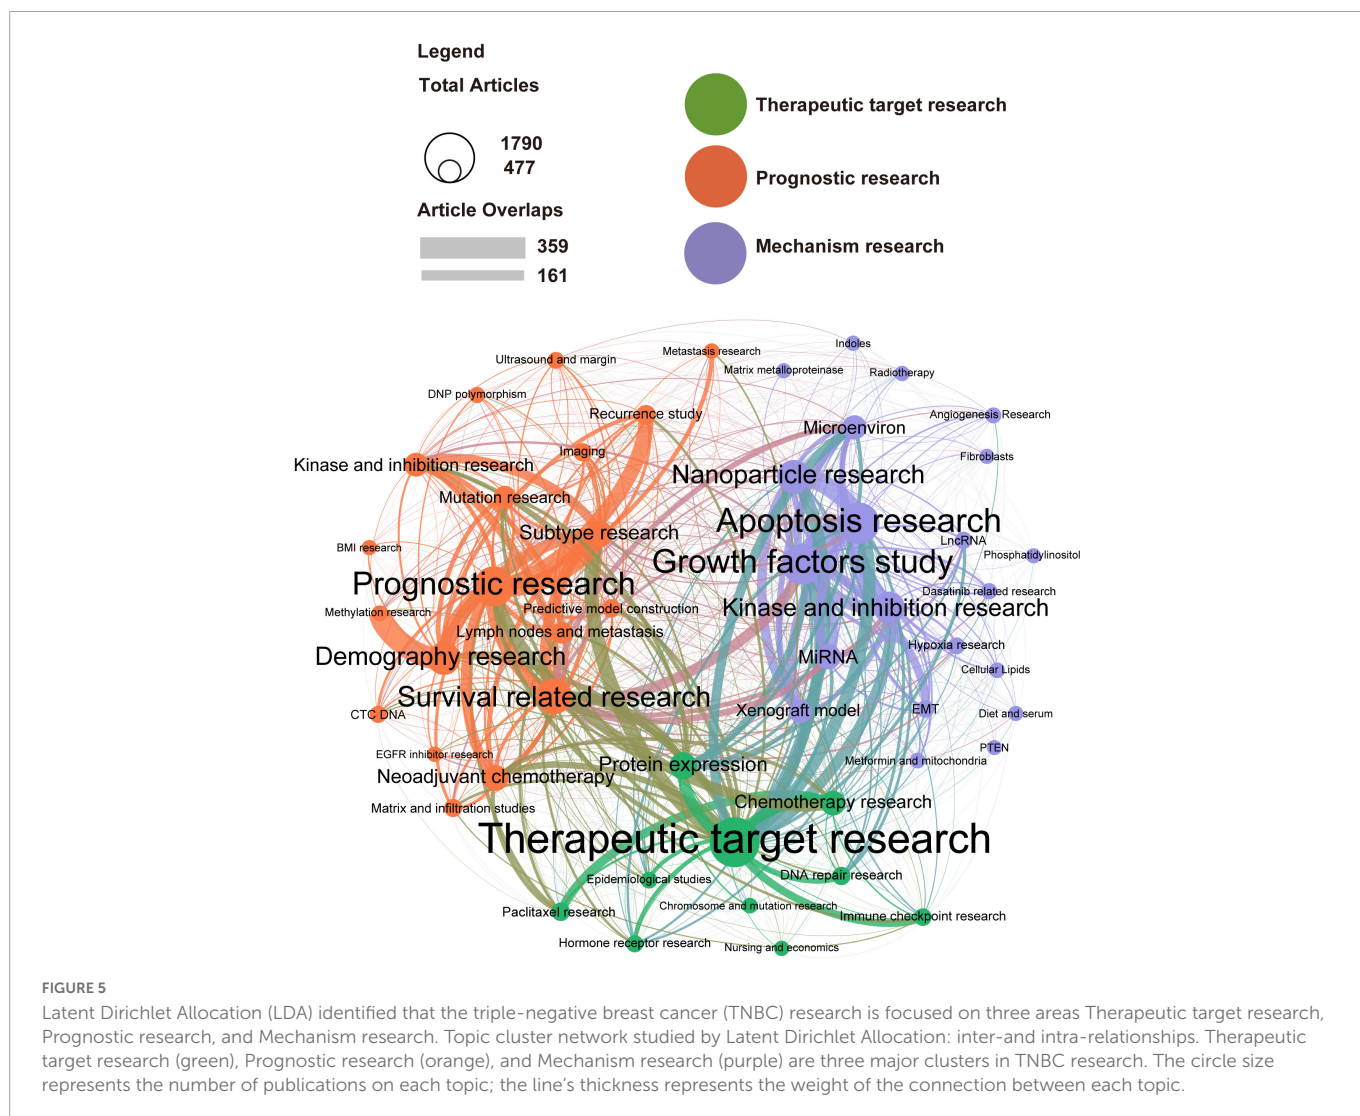 Legend
Total Articles
1790
477
Article Overlaps
359
161
Therapeutic target research
Prognostic research
Mechanism research
Indoles
Metastasis research
Ultrasound and margin
Matrix metalloproteinase
Radiotherapy
DNP polymorphism
Recurrence study
Angiogenesis Research
Microenviron
Imaging
Fibroblasts
Kinase and inhibition research
Nanoparticle research
Mutation research
Apoptosis research
Subtype research
LncRNA
BMI research
Growth factors study
Phosphatidylinositol
Prognostic research
Dasatinib related research
Methylation research
Predictive model construction
Kinase and inhibition research
Lymph nodes and metastasis
Hypoxia research
Demography research
MiRNA
Cellular Lipids
Survival related research
CTC DNA
Xenograft model
EMT
Diet and serum
PTEN
EGFR inhibitor research
Protein expression
Metformin and mitochondria
Neoadjuvant chemotherapy
Matrix and infiltration studies
Chemotherapy research
Therapeutic target research
Epidemiological studies
DNA repair research
Paclitaxel research
Chromosome and mutation research
Immune checkpoint research
Hormone receptor research
Nursing and economics
FIGURE 5
Latent Dirichlet Allocation (LDA) identified that the triple-negative breast cancer (TNBC) research is focused on three areas Therapeutic target research,
Prognostic research, and Mechanism research. Topic cluster network studied by Latent Dirichlet Allocation: inter-and intra-relationships. Therapeutic
target research (green), Prognostic research (orange), and Mechanism research (purple) are three major clusters in TNBC research. The circle size
represents the number of publications on each topic; the line's thickness represents the weight of the connection between each topic.